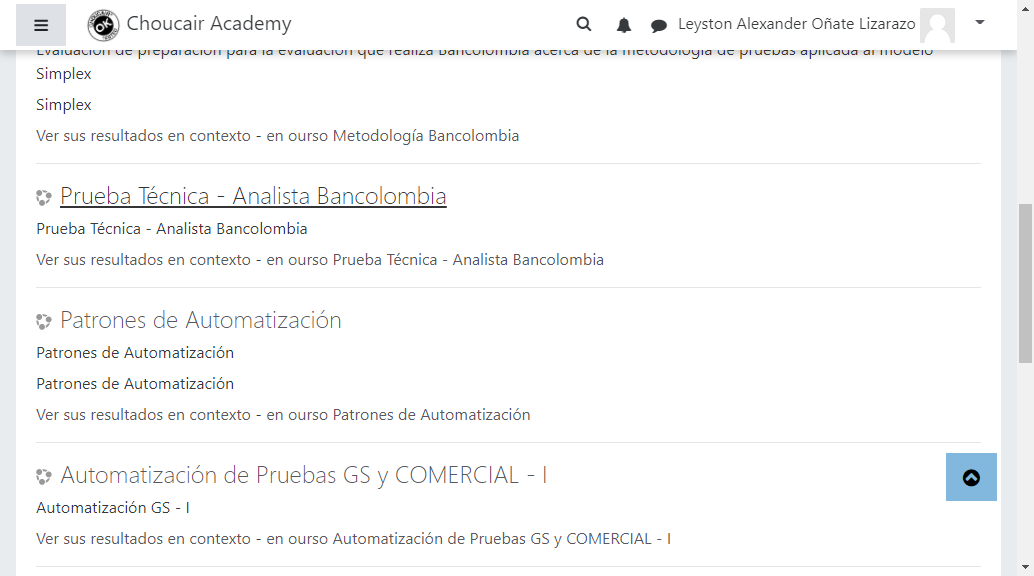 Choucair Academy
Leyston Alexander Oñate Lizarazo
Evaluación de preparación para la evaluación que realiza Bancolombia acerca de la metodología de pruebas aplicada al modelo
Simplex
Simplex
Ver sus resultados en contexto - en ourso Metodología Bancolombia
Prueba Técnica - Analista Bancolombia
Prueba Técnica - Analista Bancolombia
Ver sus resultados en contexto - en ourso Prueba Técnica - Analista Bancolombia
Patrones de Automatización
Patrones de Automatización
Patrones de Automatización
Ver sus resultados en contexto - en ourso Patrones de Automatización
Automatización de Pruebas GS y COMERCIAL - I
Automatización GS - I
Ver sus resultados en contexto - en ourso Automatización de Pruebas GS y COMERCIAL - I